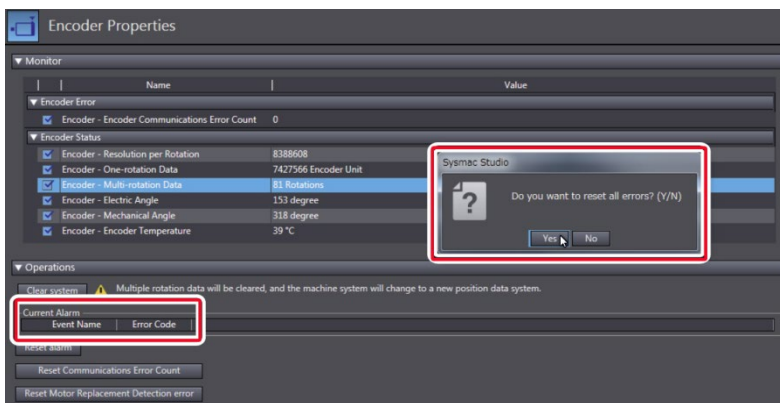 Encoder Properties
▼ Monitor
Name Value
▼ Encoder Error
Encoder - Encoder Communications Error Count 0
▼ Encoder Status
Encoder - Resolution per Rotation 8388608
Encoder - One-rotation Data 7427566 Encoder Unit
Encoder - Multi-rotation Data 81 Rotations
Encoder - Electric Angle 153 degree
Encoder - Mechanical Angle 318 degree
Encoder - Encoder Temperature 39 °C
Sysmac Studio
Do you want to reset all errors? (Y/N)
Yes No
▼ Operations
Clear system Multiple rotation data will be cleared, and the machine system will change to a new position data system.
Current Alarm
Event Name Error Code
Reset alarm
Reset Communications Error Count
Reset Motor Replacement Detection error